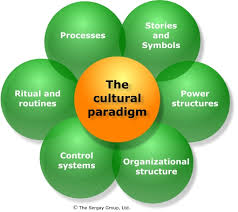 Processes
Stories
and
Symbols
Ritual and
routines
The
cultural
paradigm
Power
structures
Control
systems
Organizational
structure
© The Sergay Group, Ltd.